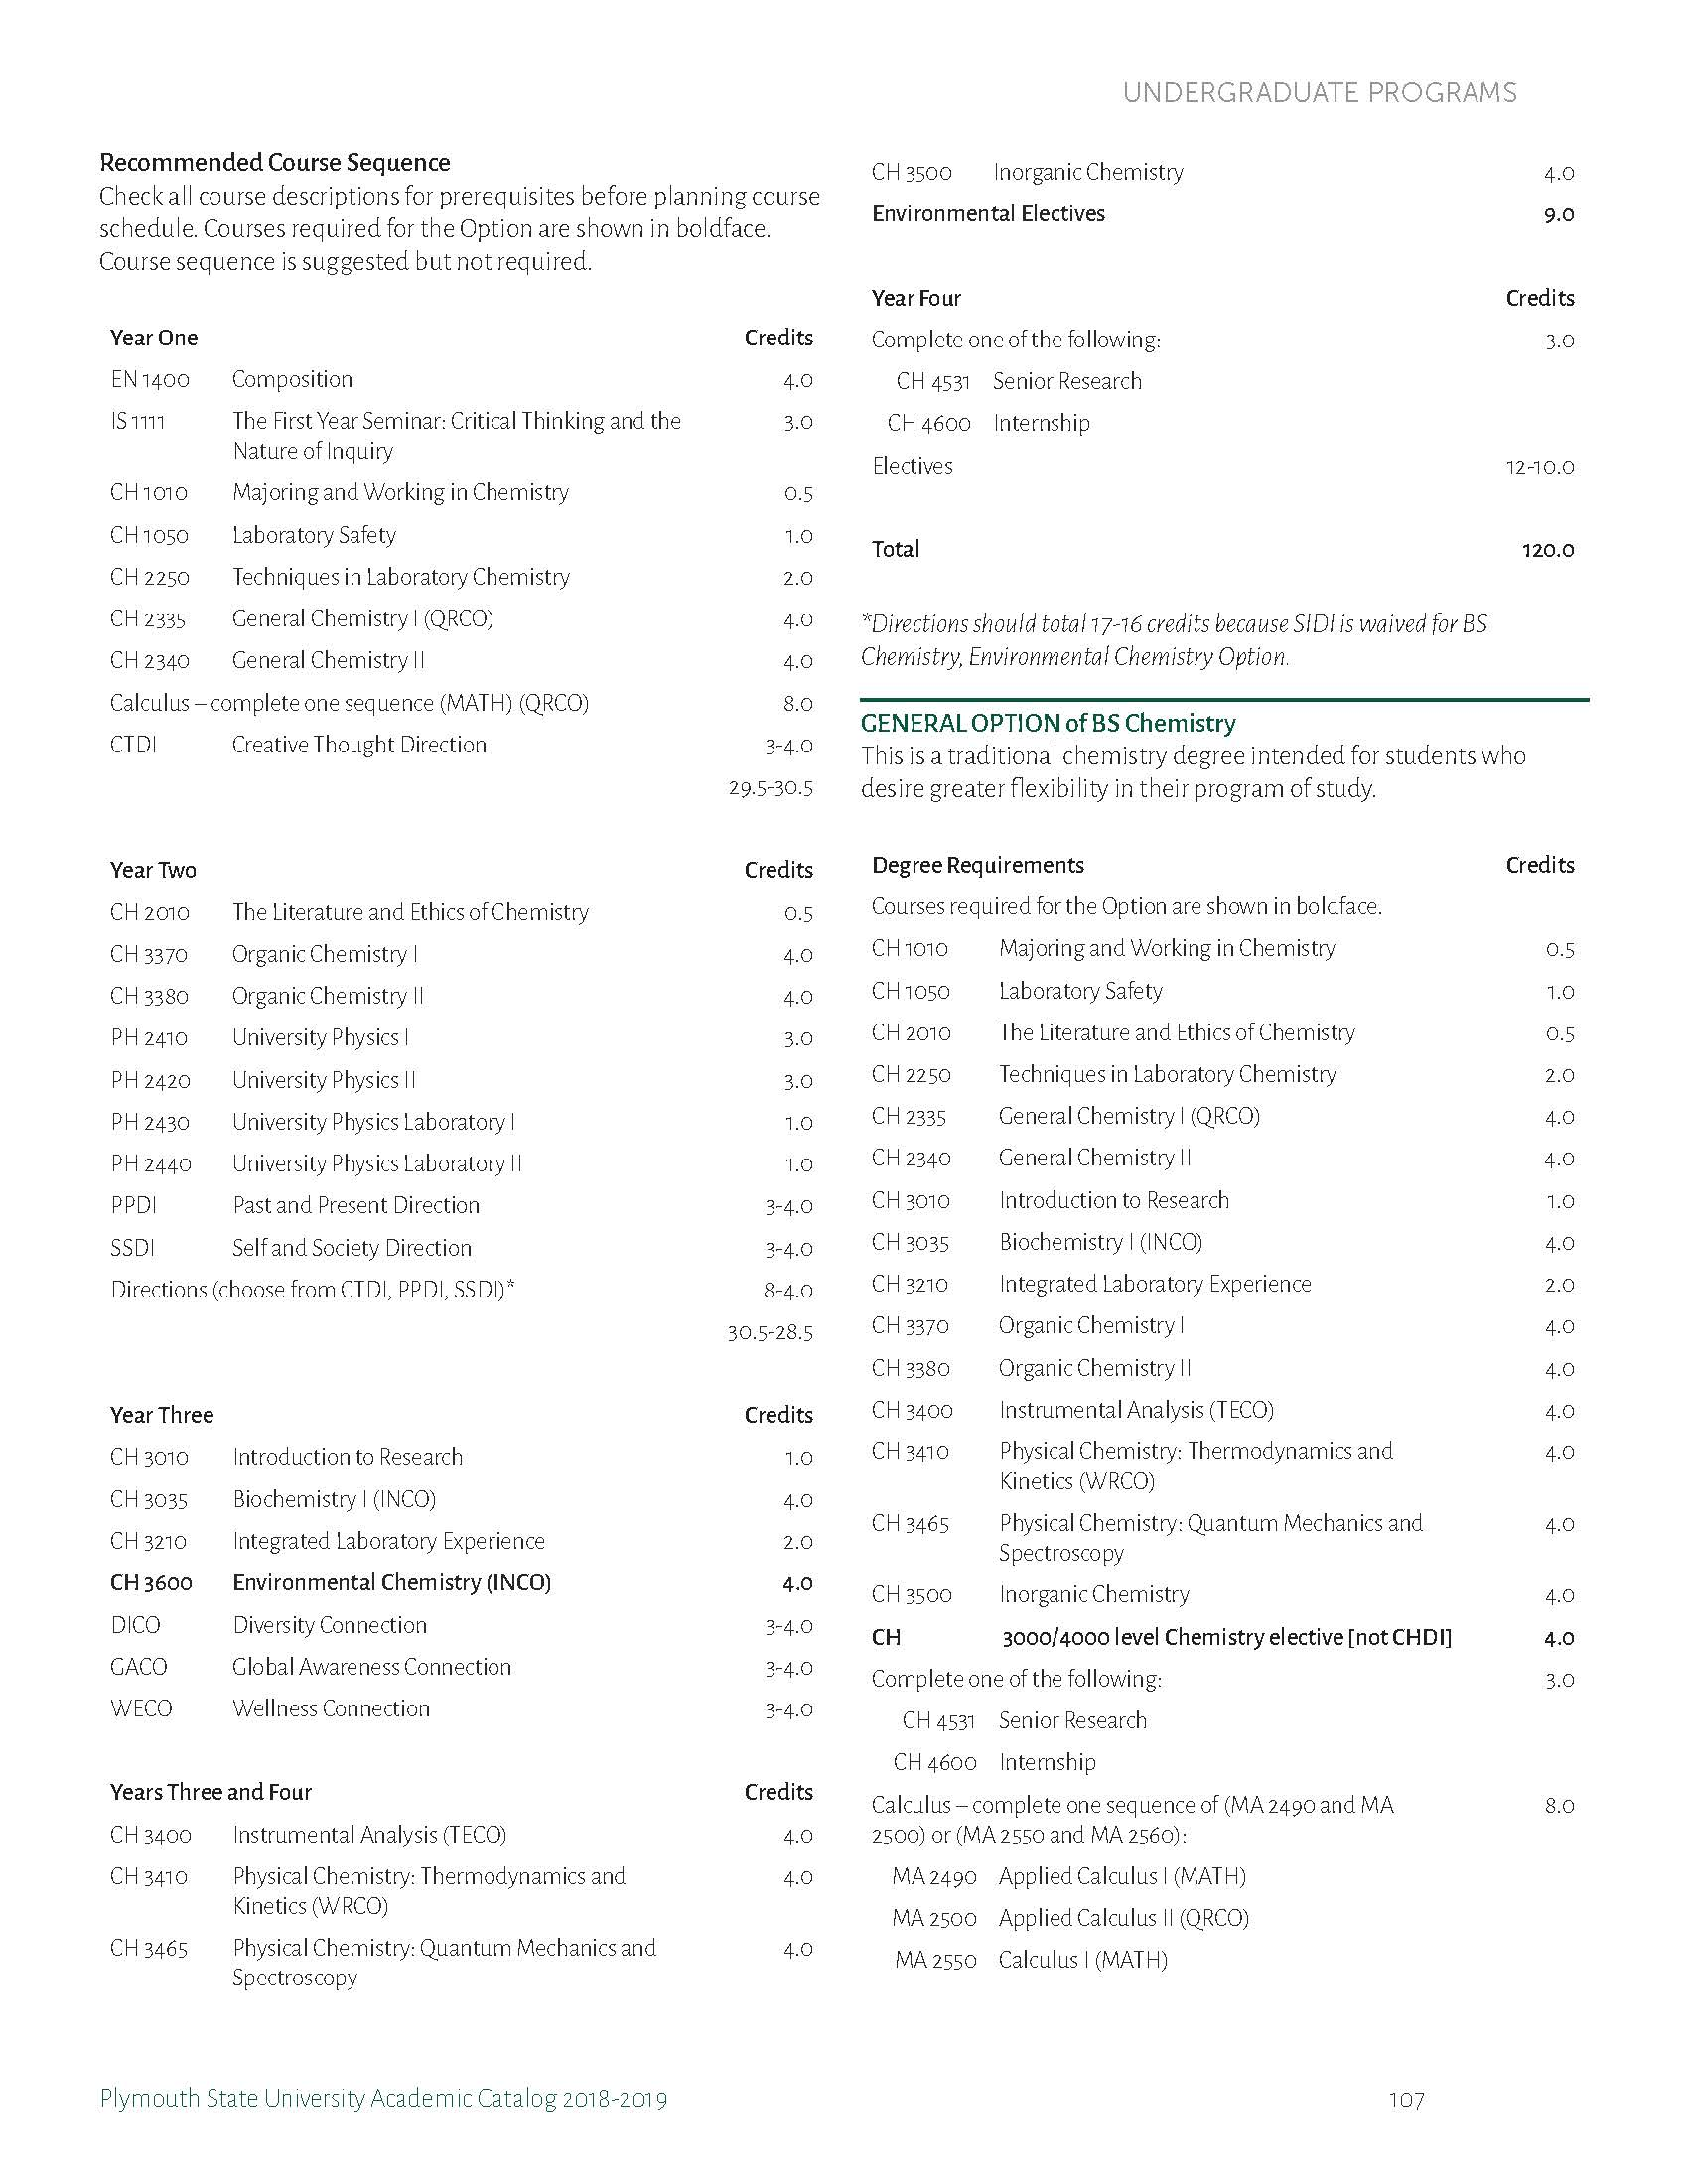 UNDERGRADUATE PROGRAMS
Recommended Course Sequence
Check all course descriptions for prerequisites before planning course
schedule. Courses required for the Option are shown in boldface.
Course sequence is suggested but not required.
Year One Credits
EN 1400 Composition 4.0
IS 1111 The First Year Seminar: Critical Thinking and the 3.0
Nature of Inquiry
CH 1010 Majoring and Working in Chemistry 0.5
CH 1050 Laboratory Safety 1.0
CH 2250 Techniques in Laboratory Chemistry 2.0
CH 2335 General Chemistry I (QRCO) 4.0
CH 2340 General Chemistry II 4.0
Calculus – complete one sequence (MATH) (QRCO) 8.0
CTDI Creative Thought Direction 3-4.0
29.5-30.5
Year Two Credits
CH 2010 The Literature and Ethics of Chemistry 0.5
CH 3370 Organic Chemistry I 4.0
CH 3380 Organic Chemistry II 4.0
PH 2410 University Physics I 3.0
PH 2420 University Physics II 3.0
PH 2430 University Physics Laboratory I 1.0
PH 2440 University Physics Laboratory II 1.0
PPDI Past and Present Direction 3-4.0
SSDI Self and Society Direction 3-4.0
Directions (choose from CTDI, PPDI, SSDI)* 8-4.0
30.5-28.5
Year Three Credits
CH 3010 Introduction to Research 1.0
CH 3035 Biochemistry I (INCO) 4.0
CH 3210 Integrated Laboratory Experience 2.0
CH 3600 Environmental Chemistry (INCO) 4.0
DICO Diversity Connection 3-4.0
GACO Global Awareness Connection 3-4.0
WECO Wellness Connection 3-4.0
Years Three and Four Credits
CH 3400 Instrumental Analysis (TECO) 4.0
CH 3410 Physical Chemistry: Thermodynamics and 4.0
Kinetics (WRCO)
CH 3465 Physical Chemistry: Quantum Mechanics and 4.0
Spectroscopy
CH 3500 Inorganic Chemistry 4.0
Environmental Electives 9.0
Year Four Credits
Complete one of the following: 3.0
CH 4531 Senior Research
CH 4600 Internship
Electives 12-10.0
Total 120.0
*Directions should total 17-16 credits because SIDI is waived for BS
Chemistry, Environmental Chemistry Option.
GENERAL OPTION of BS Chemistry
This is a traditional chemistry degree intended for students who
desire greater flexibility in their program of study.
Degree Requirements Credits
Courses required for the Option are shown in boldface.
CH 1010 Majoring and Working in Chemistry 0.5
CH 1050 Laboratory Safety 1.0
CH 2010 The Literature and Ethics of Chemistry 0.5
CH 2250 Techniques in Laboratory Chemistry 2.0
CH 2335 General Chemistry I (QRCO) 4.0
CH 2340 General Chemistry II 4.0
CH 3010 Introduction to Research 1.0
CH 3035 Biochemistry I (INCO) 4.0
CH 3210 Integrated Laboratory Experience 2.0
CH 3370 Organic Chemistry I 4.0
CH 3380 Organic Chemistry II 4.0
CH 3400 Instrumental Analysis (TECO) 4.0
CH 3410 Physical Chemistry: Thermodynamics and 4.0
Kinetics (WRCO)
CH 3465 Physical Chemistry: Quantum Mechanics and 4.0
Spectroscopy
CH 3500 Inorganic Chemistry 4.0
CH 3000/4000 level Chemistry elective [not CHDI] 4.0
Complete one of the following: 3.0
CH 4531 Senior Research
CH 4600 Internship
Calculus – complete one sequence of (MA 2490 and MA 8.0
2500) or (MA 2550 and MA 2560):
MA 2490 Applied Calculus I (MATH)
MA 2500 Applied Calculus II (QRCO)
MA 2550 Calculus I (MATH)
Plymouth State University Academic Catalog 2018-2019 107